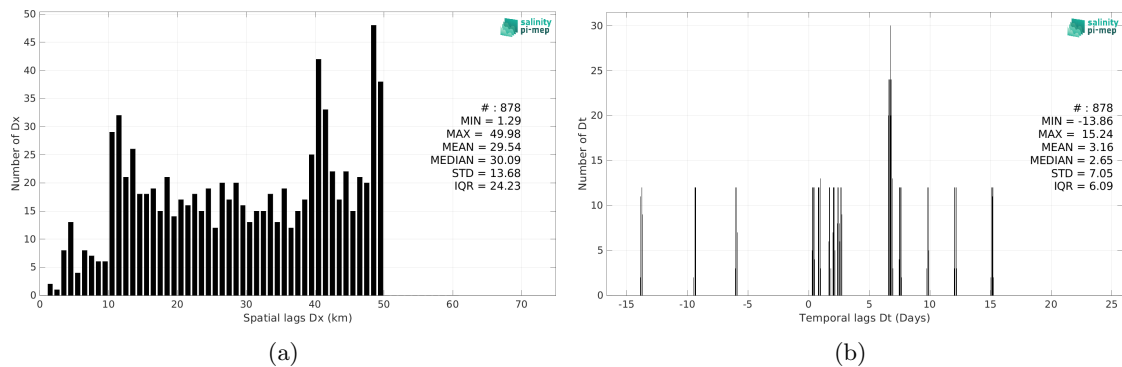 50
45
40
35
30
25
20
15
10
5
0
Number of Dx
0
10
20
30
40
50
60
70
Spatial lags Dx (km)
salinity
pi-mep
# : 878
MIN = 1.29
MAX = 49.98
MEAN = 29.54
MEDIAN = 30.09
STD = 13.68
IQR = 24.23
(a)
30
25
20
15
10
5
0
Number of Dt
-15
-10
-5
0
5
10
15
20
25
Temporal lags Dt (Days)
salinity
pi-mep
# : 878
MIN = -13.86
MAX = 15.24
MEAN = 3.16
MEDIAN = 2.65
STD = 7.05
IQR = 6.09
(b)